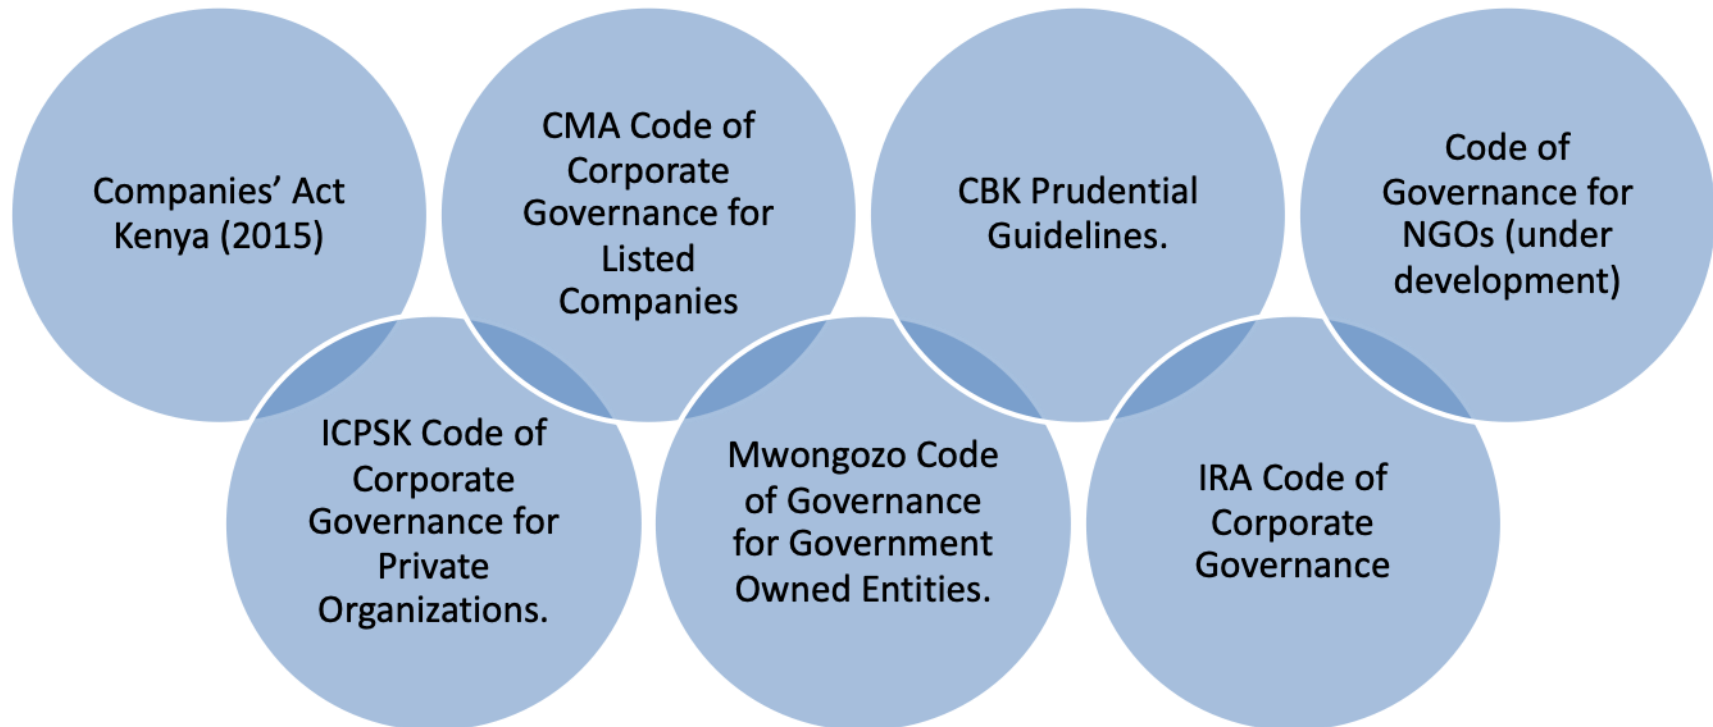 Companies’ Act
Kenya (2015)
CMA Code of
Corporate
Governance for
Listed
Companies
CBK Prudential
Guidelines.
Code of
Governance for
NGOs (under
development)
ICPSK Code of
Corporate
Governance for
Private
Organizations.
Mwongozo Code
of Governance
for Government
Owned Entities.
IRA Code of
Corporate
Governance